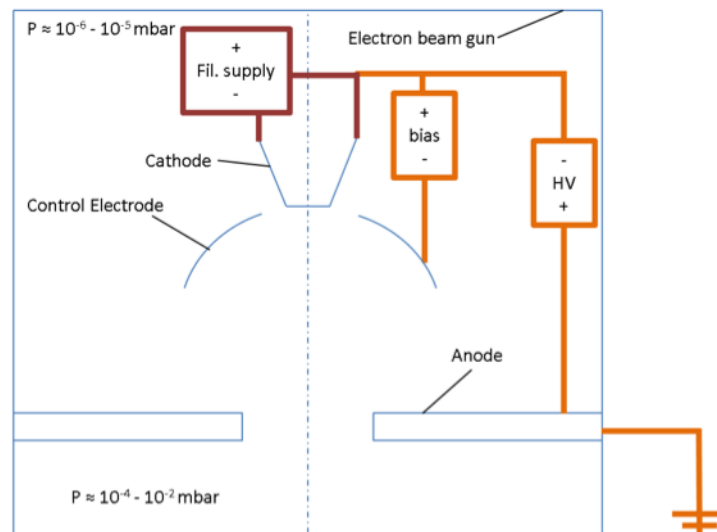 P ≈ 10⁻⁶ - 10⁻⁵ mbar
Electron beam gun
+
Fil. supply
-
+
bias
-
Cathode
-
HV
+
Control Electrode
Anode
P ≈ 10⁻⁴ - 10⁻² mbar